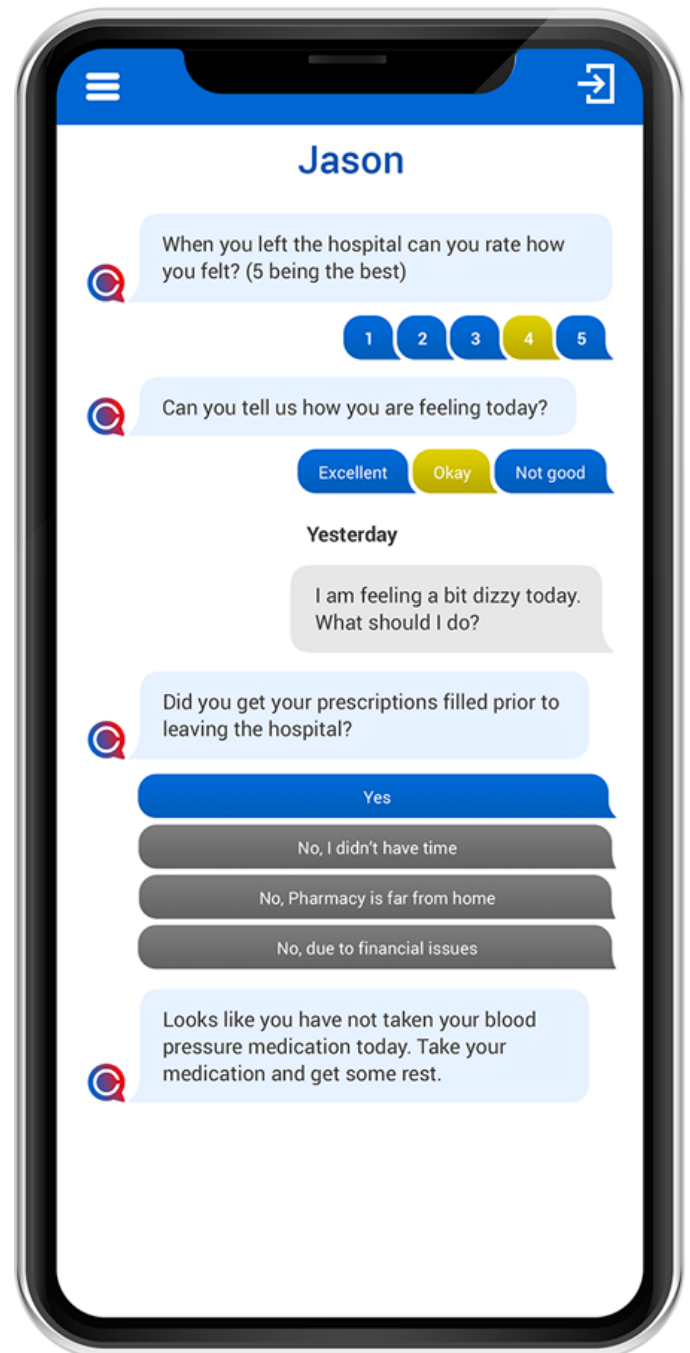 Jason
When you left the hospital can you rate how
you felt? (5 being the best)
1 2 3 4 5
Can you tell us how you are feeling today?
Excellent Okay Not good
Yesterday
I am feeling a bit dizzy today.
What should I do?
Did you get your prescriptions filled prior to
leaving the hospital?
Yes
No, I didn't have time
No, Pharmacy is far from home
No, due to financial issues
Looks like you have not taken your blood
pressure medication today. Take your
medication and get some rest.